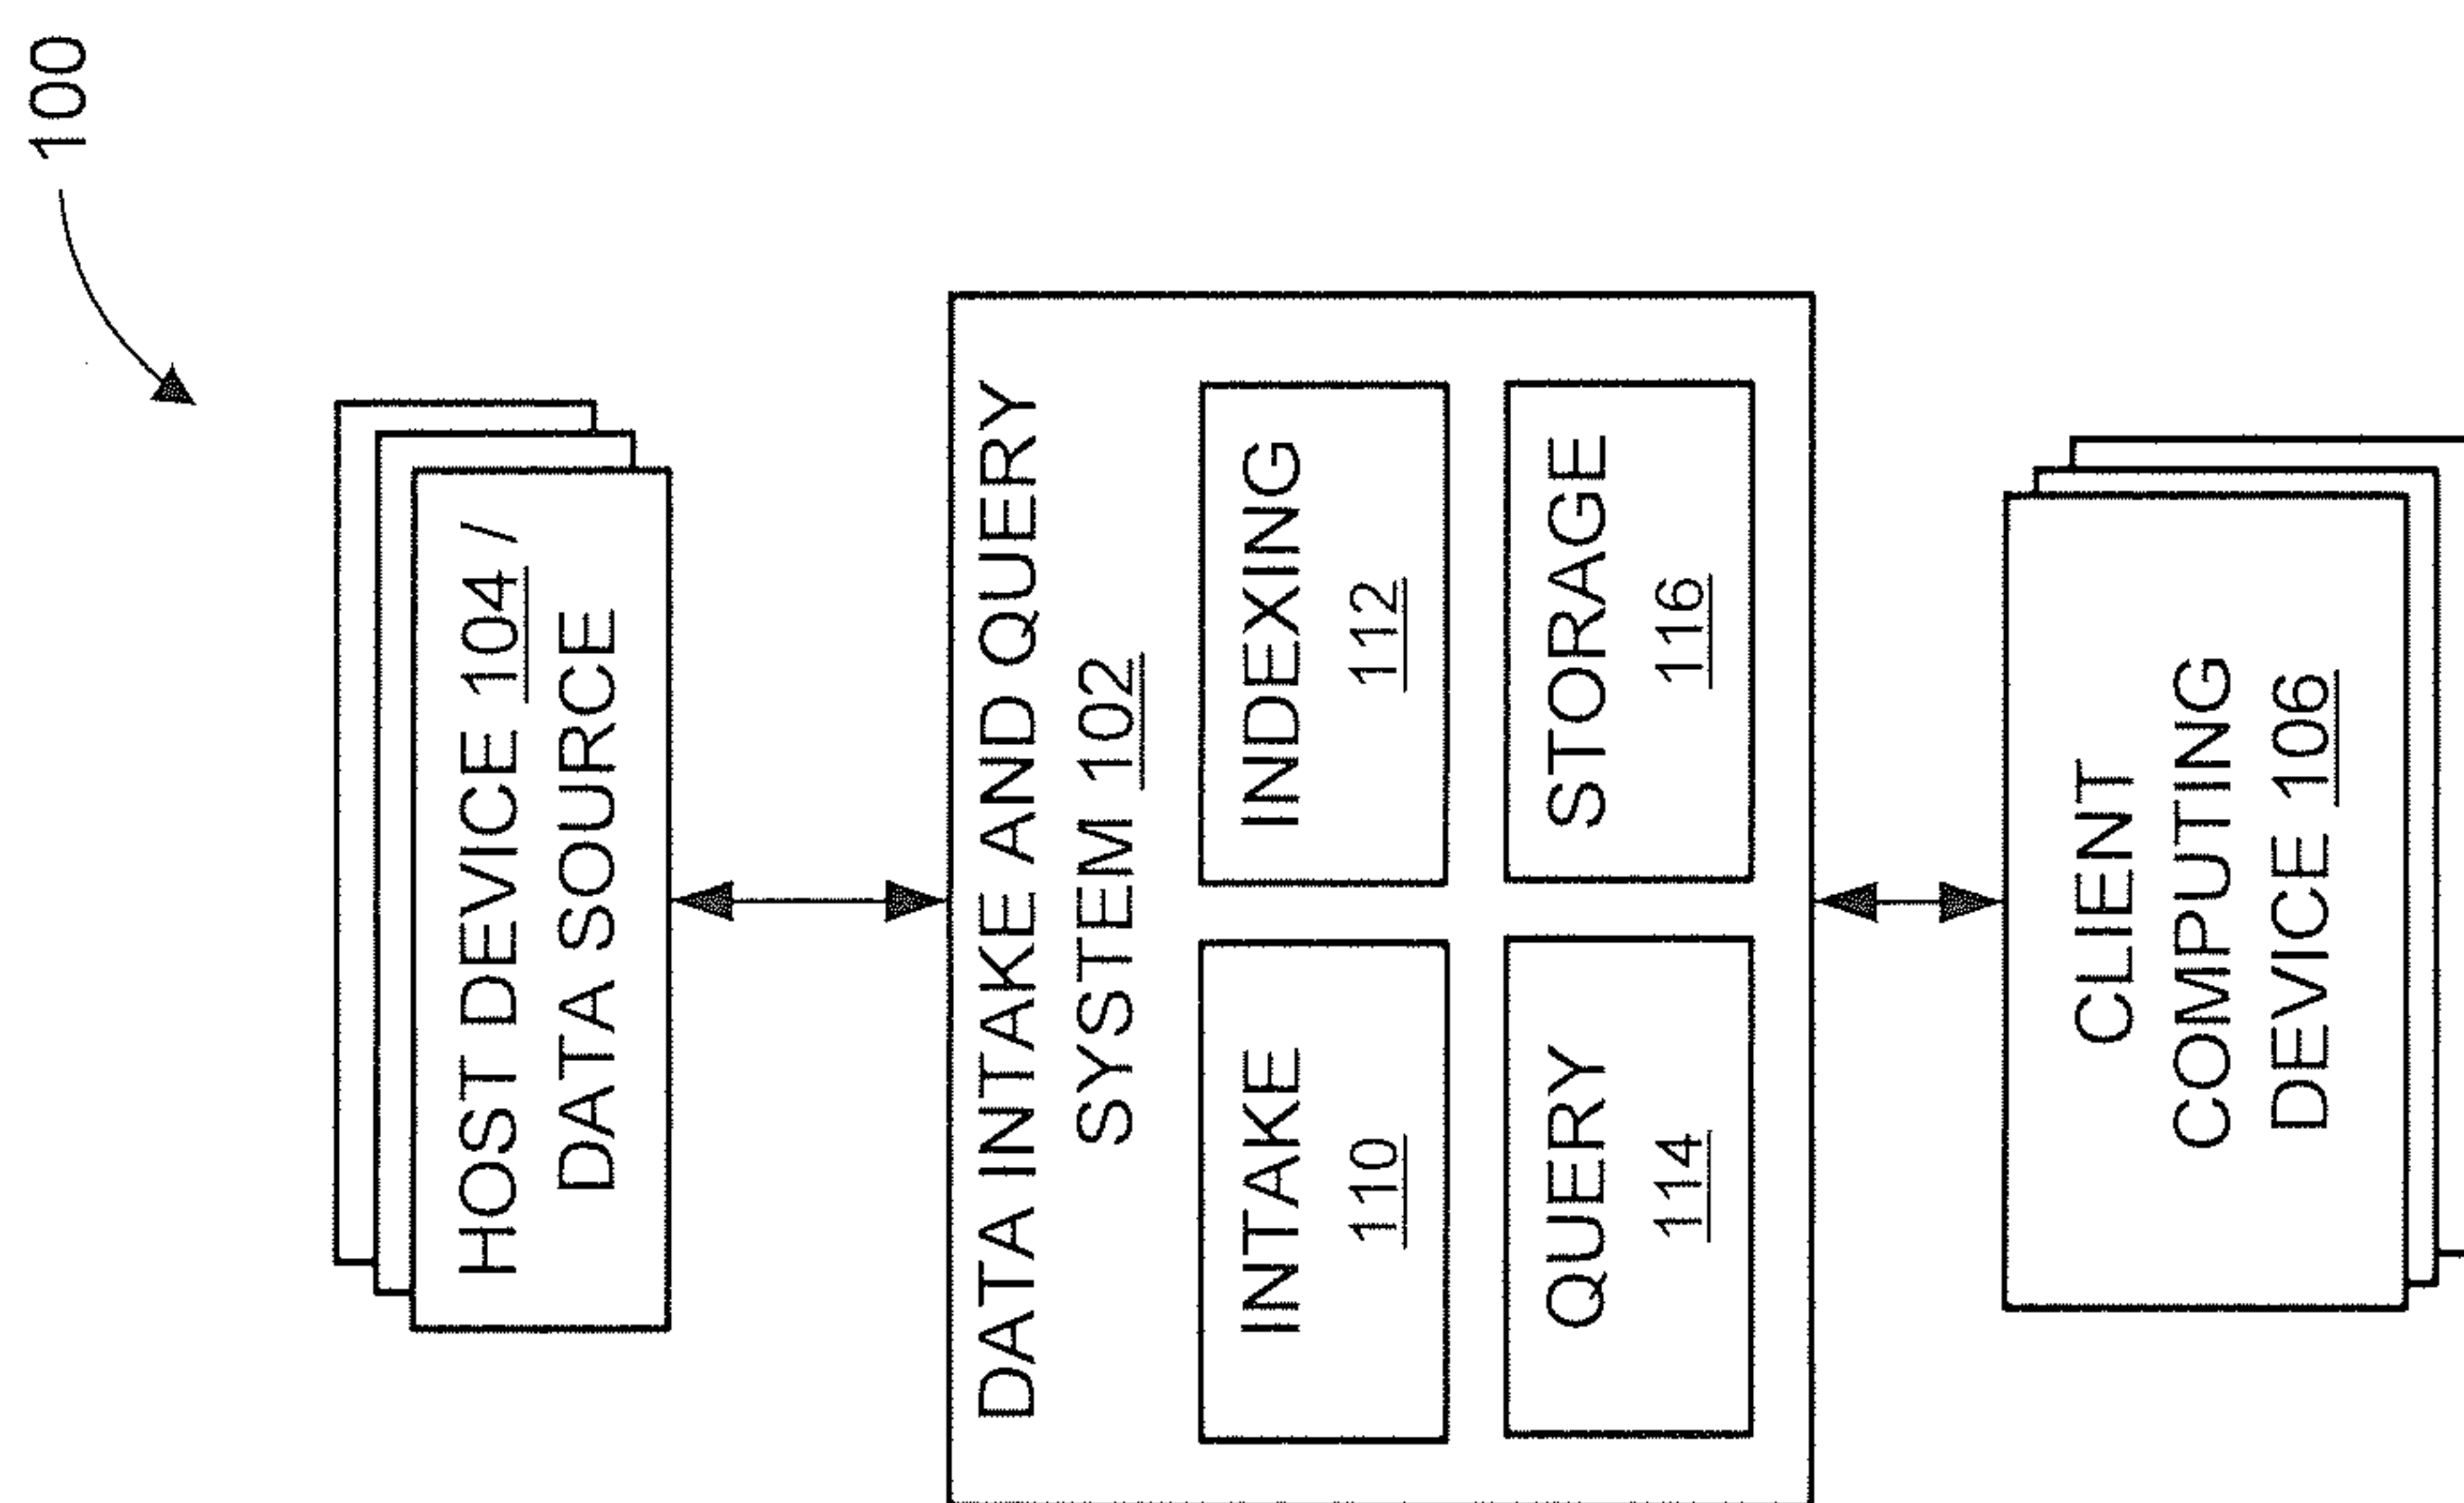 100
HOST DEVICE 104 /
DATA SOURCE
DATA INTAKE AND QUERY
SYSTEM 102
INTAKE
110
INDEXING
112
QUERY
114
STORAGE
116
CLIENT
COMPUTING
DEVICE 106